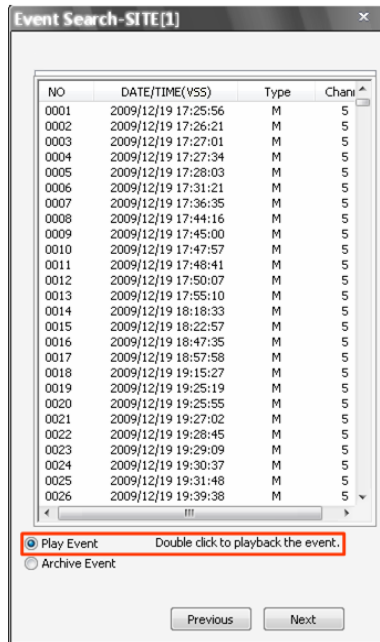 Event Search-SITE[1]
NO DATE/TIME(VSS) Type Chann
0001 2009/12/19 17:25:56 M 5
0002 2009/12/19 17:26:21 M 5
0003 2009/12/19 17:27:01 M 5
0004 2009/12/19 17:27:34 M 5
0005 2009/12/19 17:28:03 M 5
0006 2009/12/19 17:31:21 M 5
0007 2009/12/19 17:36:35 M 5
0008 2009/12/19 17:44:16 M 5
0009 2009/12/19 17:45:00 M 5
0010 2009/12/19 17:47:57 M 5
0011 2009/12/19 17:48:41 M 5
0012 2009/12/19 17:50:07 M 5
0013 2009/12/19 17:55:10 M 5
0014 2009/12/19 18:18:33 M 5
0015 2009/12/19 18:22:57 M 5
0016 2009/12/19 18:47:35 M 5
0017 2009/12/19 18:57:58 M 5
0018 2009/12/19 19:15:27 M 5
0019 2009/12/19 19:25:19 M 5
0020 2009/12/19 19:25:55 M 5
0021 2009/12/19 19:27:02 M 5
0022 2009/12/19 19:28:45 M 5
0023 2009/12/19 19:29:09 M 5
0024 2009/12/19 19:30:37 M 5
0025 2009/12/19 19:31:48 M 5
0026 2009/12/19 19:39:38 M 5
Play Event Double click to playback the event.
Archive Event
Previous Next